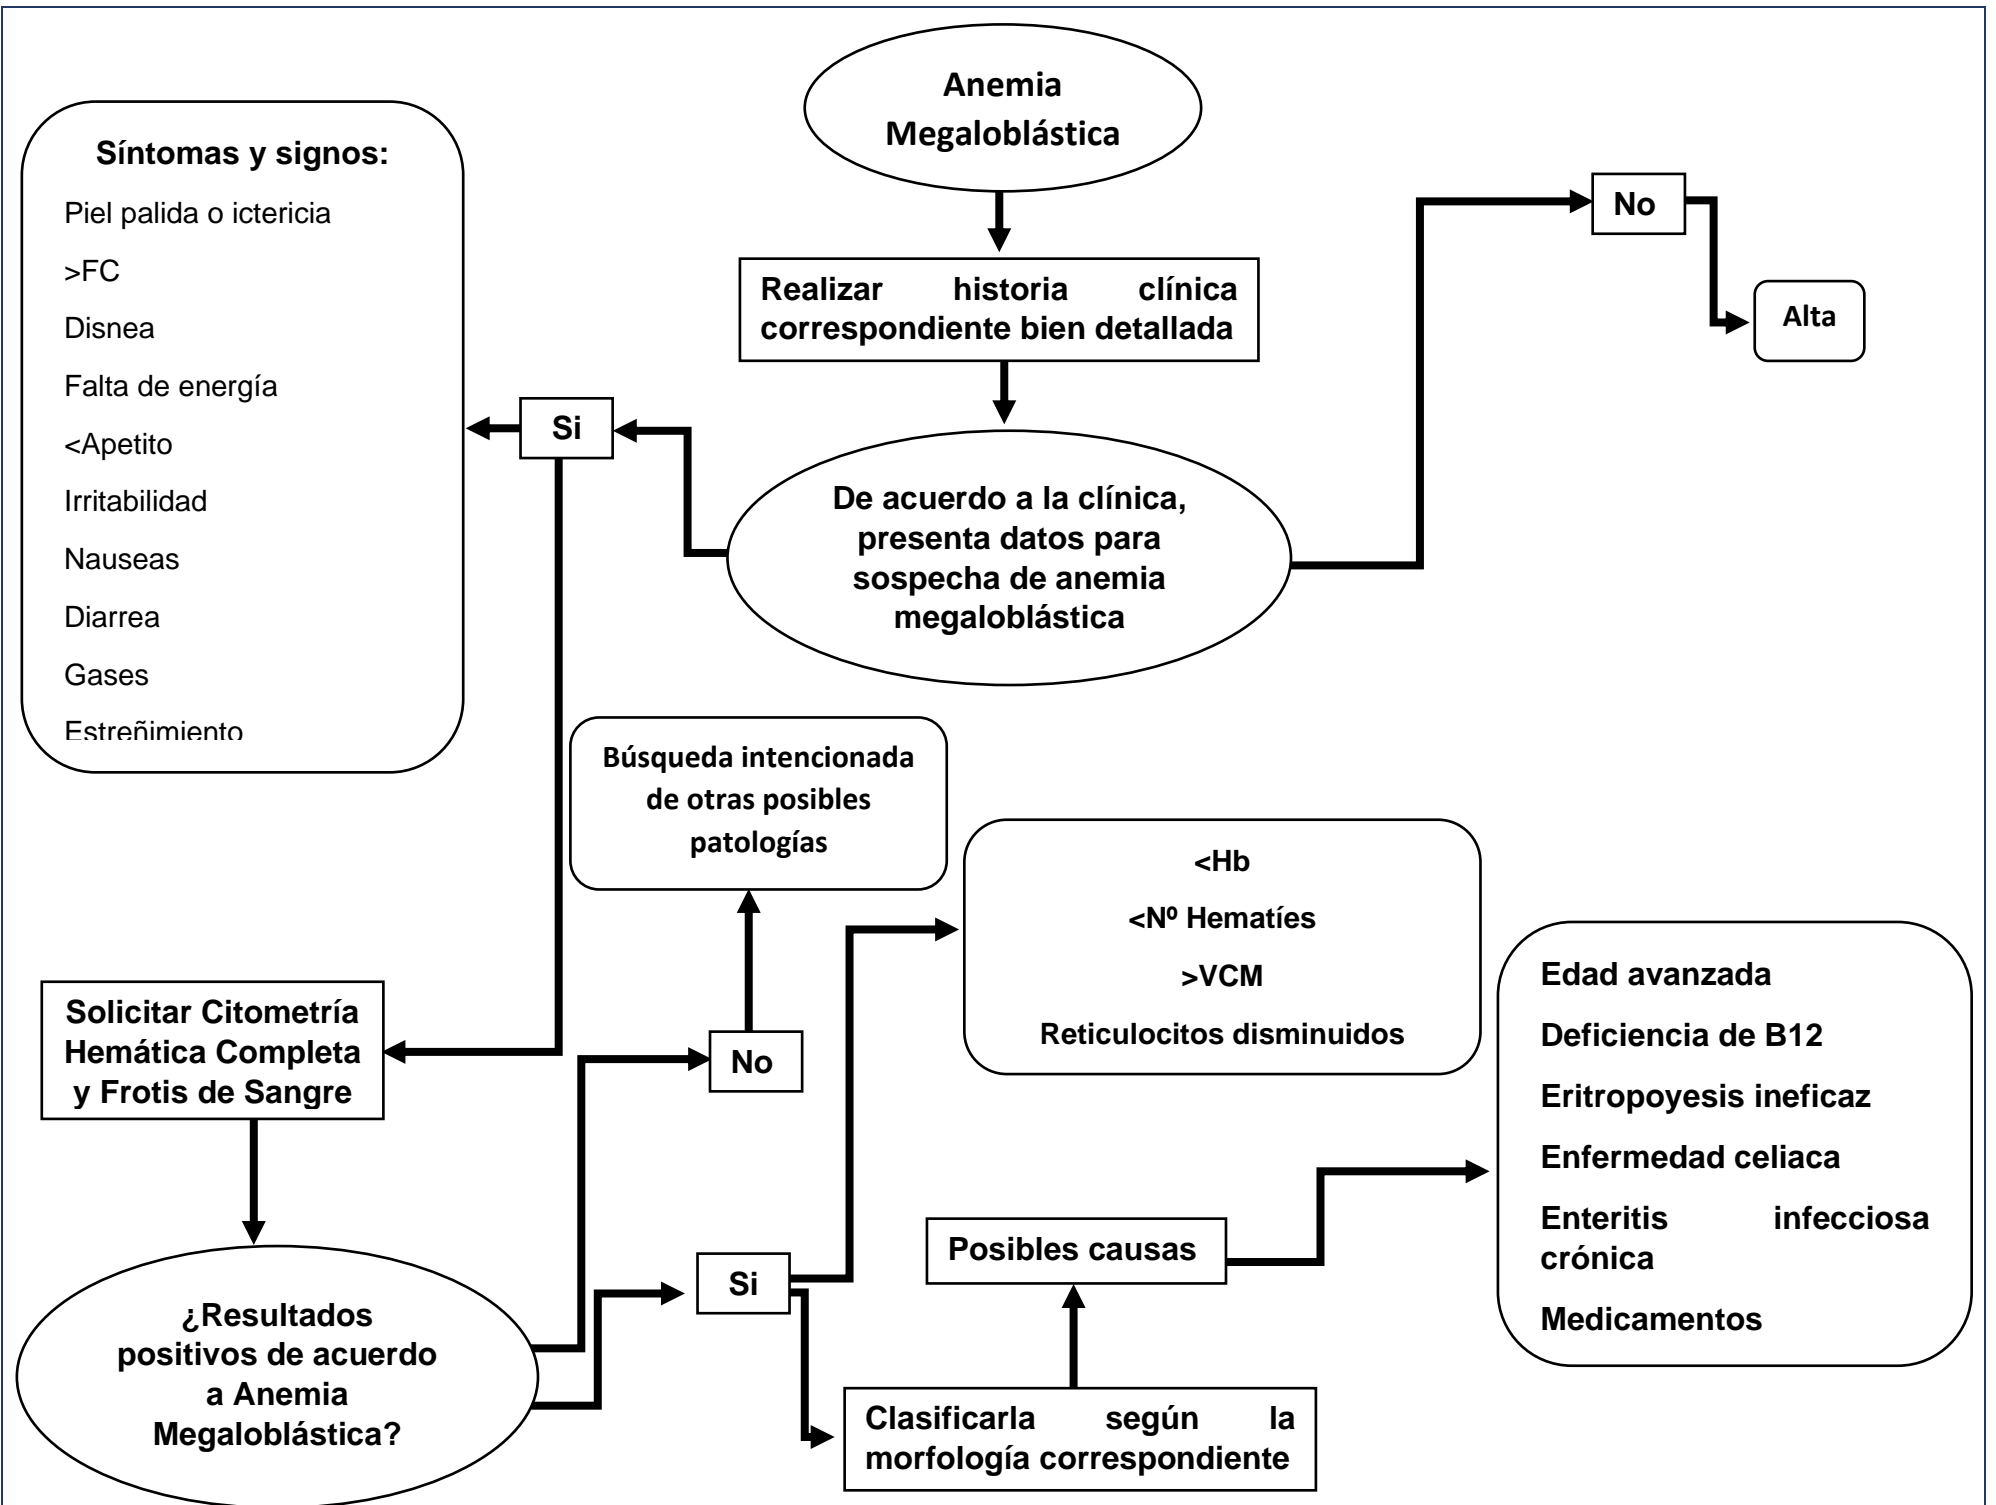 Anemia
Megaloblástica
Síntomas y signos:
Piel palida o ictericia
>FC
Disnea
Falta de energía
<Apetito
Irritabilidad
Nauseas
Diarrea
Gases
Estreñimiento
No
Alta
Realizar historia clínica
correspondiente bien detallada
Si
De acuerdo a la clínica,
presenta datos para
sospecha de anemia
megaloblástica
Búsqueda intencionada
de otras posibles
patologías
<Hb
<Nº Hematíes
>VCM
Reticulocitos disminuidos
Edad avanzada
Deficiencia de B12
Eritropoyesis ineficaz
Enfermedad celiaca
Enteritis infecciosa
crónica
Medicamentos
Solicitar Citometría
Hemática Completa
y Frotis de Sangre
No
Posibles causas
Si
¿Resultados
positivos de acuerdo
a Anemia
Megaloblástica?
Clasificarla según la
morfología correspondiente